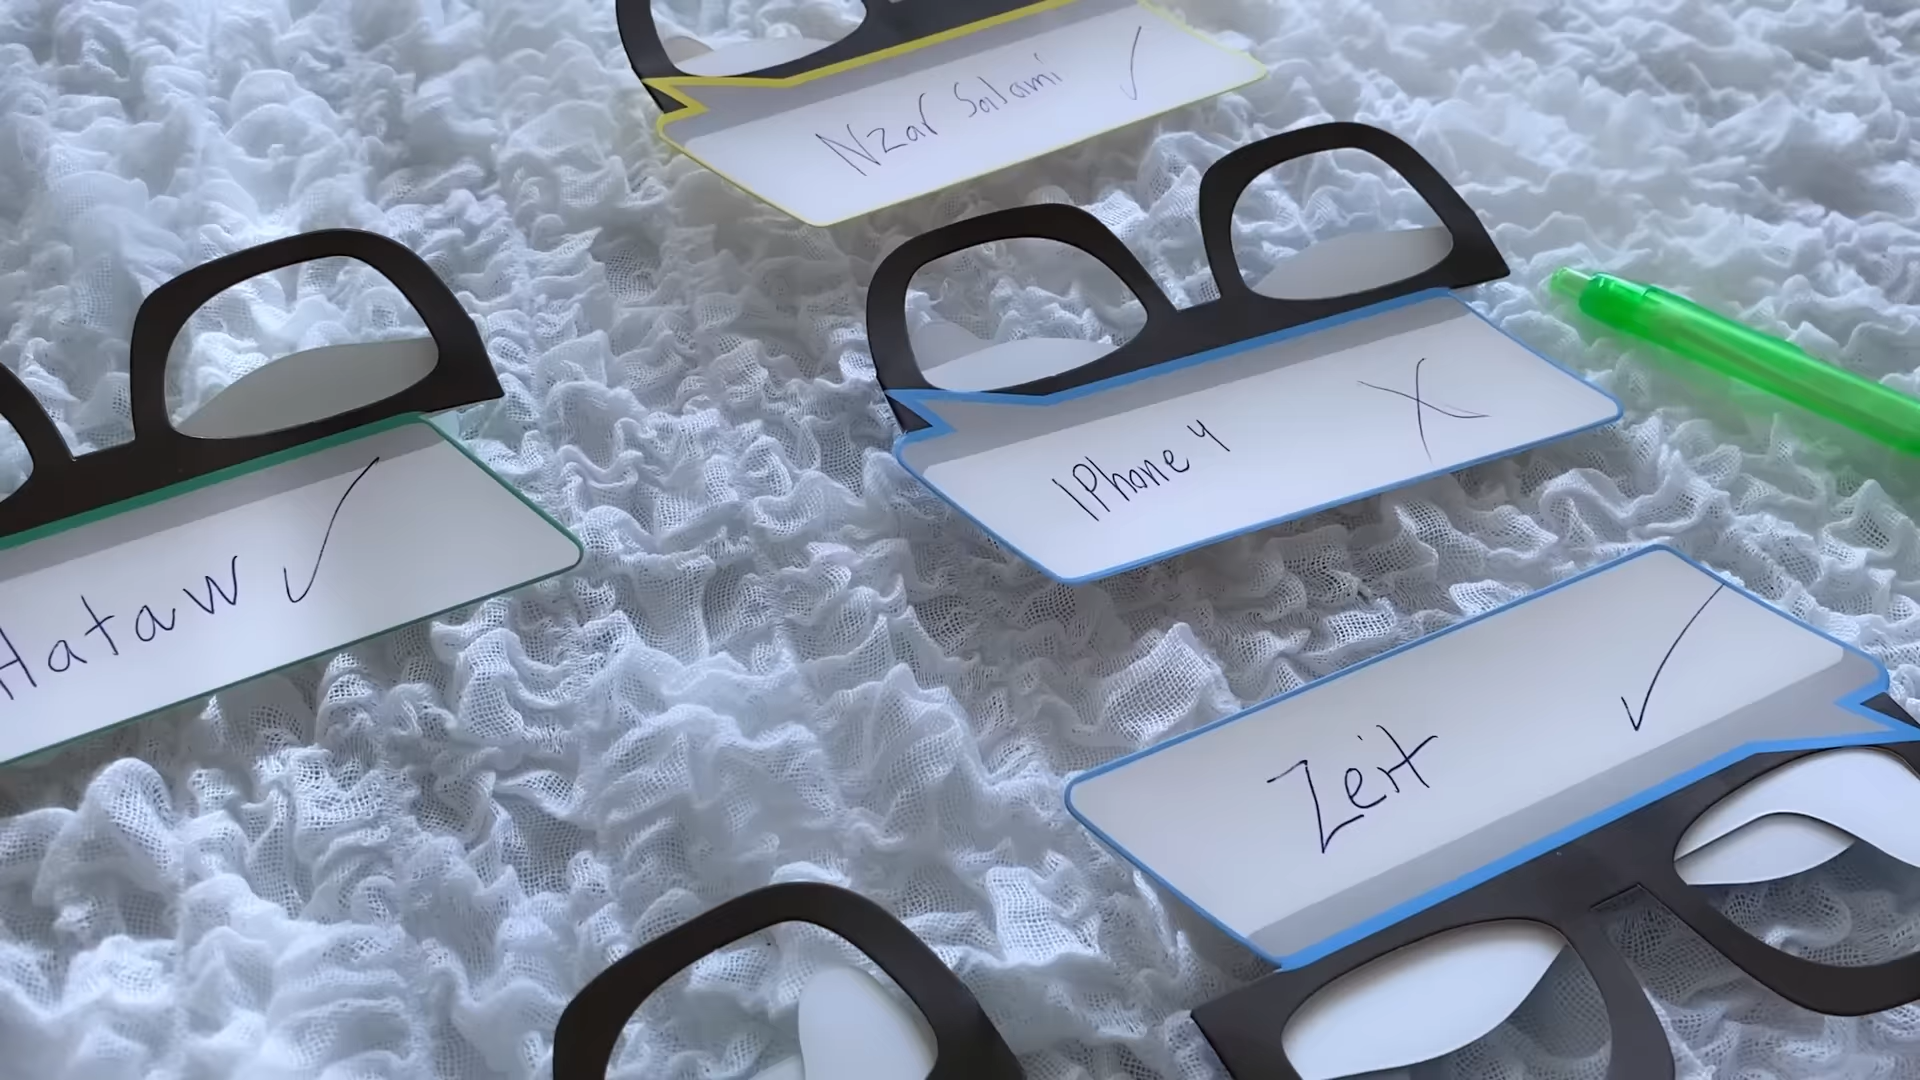 Nzar Salami ✓
IPhone 4 X
Hataw ✓
Zeit ✓